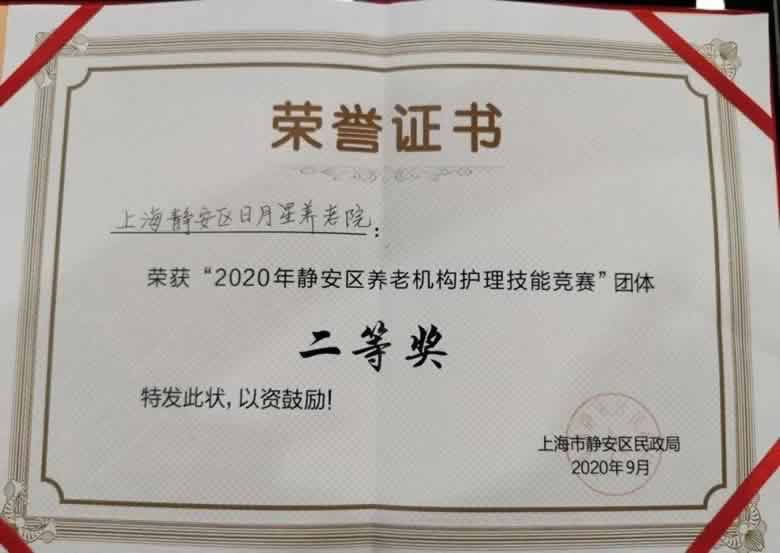 荣誉证书
上海静安区日月星养老院：
荣获“2020年静安区养老机构护理技能竞赛”团体
二等奖
特发此状，以资鼓励！
上海市静安区民政局
2020年9月